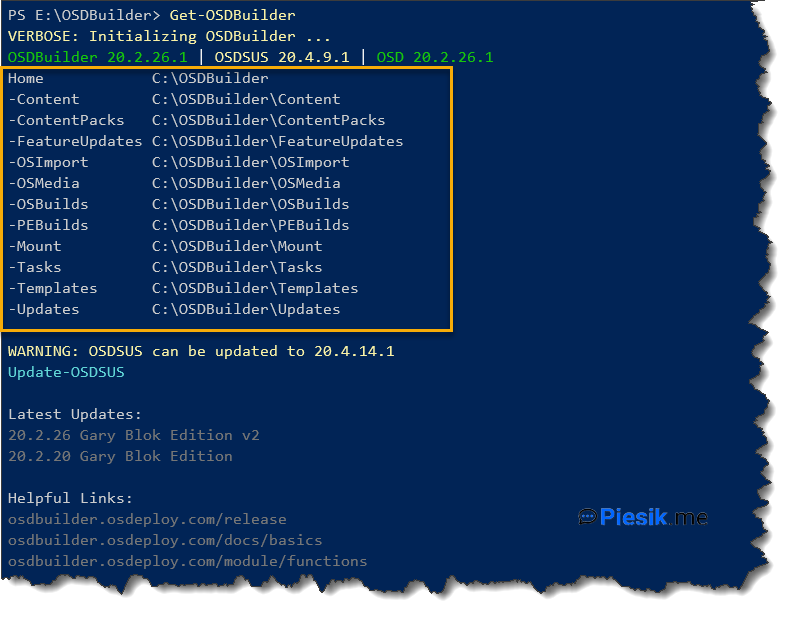 PS E:\OSDBuilder> Get-OSDBuilder
VERBOSE: Initializing OSDBuilder ...
OSDBuilder 20.2.26.1 | OSDSUS 20.4.9.1 | OSD 20.2.26.1
Home C:\OSDBuilder
-Content C:\OSDBuilder\Content
-ContentPacks C:\OSDBuilder\ContentPacks
-FeatureUpdates C:\OSDBuilder\FeatureUpdates
-OSImport C:\OSDBuilder\OSImport
-OSMedia C:\OSDBuilder\OSMedia
-OSBuilds C:\OSDBuilder\OSBuilds
-PEBuilds C:\OSDBuilder\PEBuilds
-Mount C:\OSDBuilder\Mount
-Tasks C:\OSDBuilder\Tasks
-Templates C:\OSDBuilder\Templates
-Updates C:\OSDBuilder\Updates
WARNING: OSDSUS can be updated to 20.4.14.1
Update-OSDSUS
Latest Updates:
20.2.26 Gary Blok Edition v2
20.2.20 Gary Blok Edition
Helpful Links:
osdbuilder.osdeploy.com/release
Piesik.me
osdbuilder.osdeploy.com/docs/basics
osdbuilder.osdeploy.com/module/functions